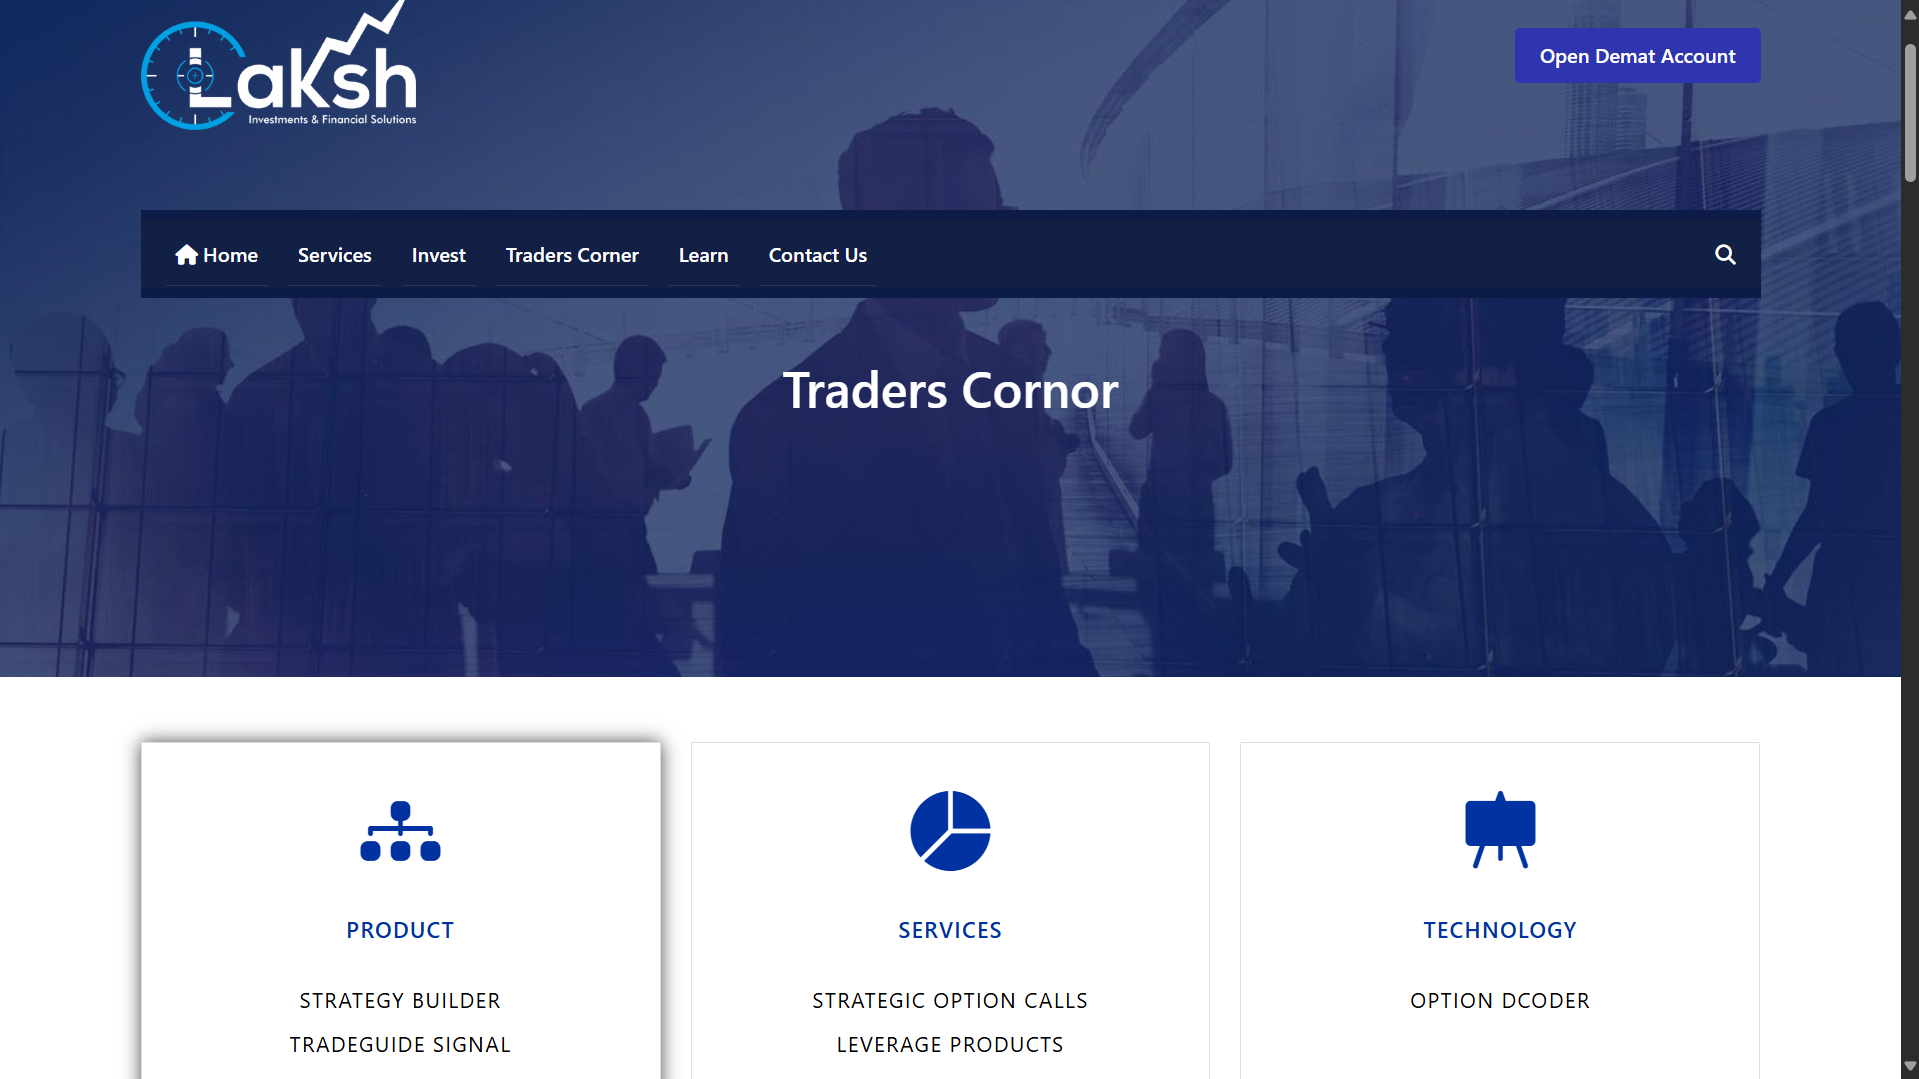 Laksh
Investments & Financial Solutions
Open Demat Account
Home Services Invest Traders Corner Learn Contact Us
Traders Cornor
PRODUCT
STRATEGY BUILDER
TRADEGUIDE SIGNAL
SERVICES
STRATEGIC OPTION CALLS
LEVERAGE PRODUCTS
TECHNOLOGY
OPTION DCODER